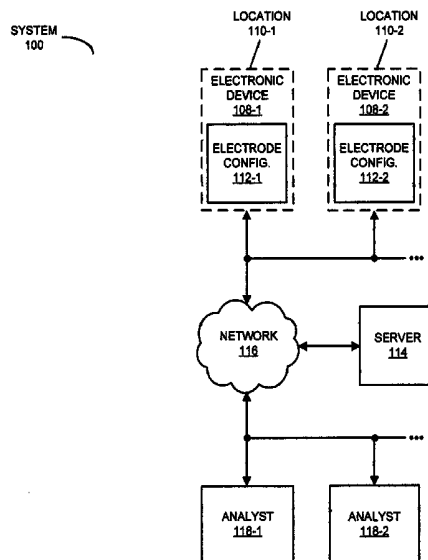 SYSTEM
100
LOCATION
110-1
LOCATION
110-2
ELECTRONIC
DEVICE
108-1
ELECTRODE
CONFIG.
112-1
ELECTRONIC
DEVICE
108-2
ELECTRODE
CONFIG.
112-2
NETWORK
116
SERVER
114
ANALYST
118-1
ANALYST
118-2